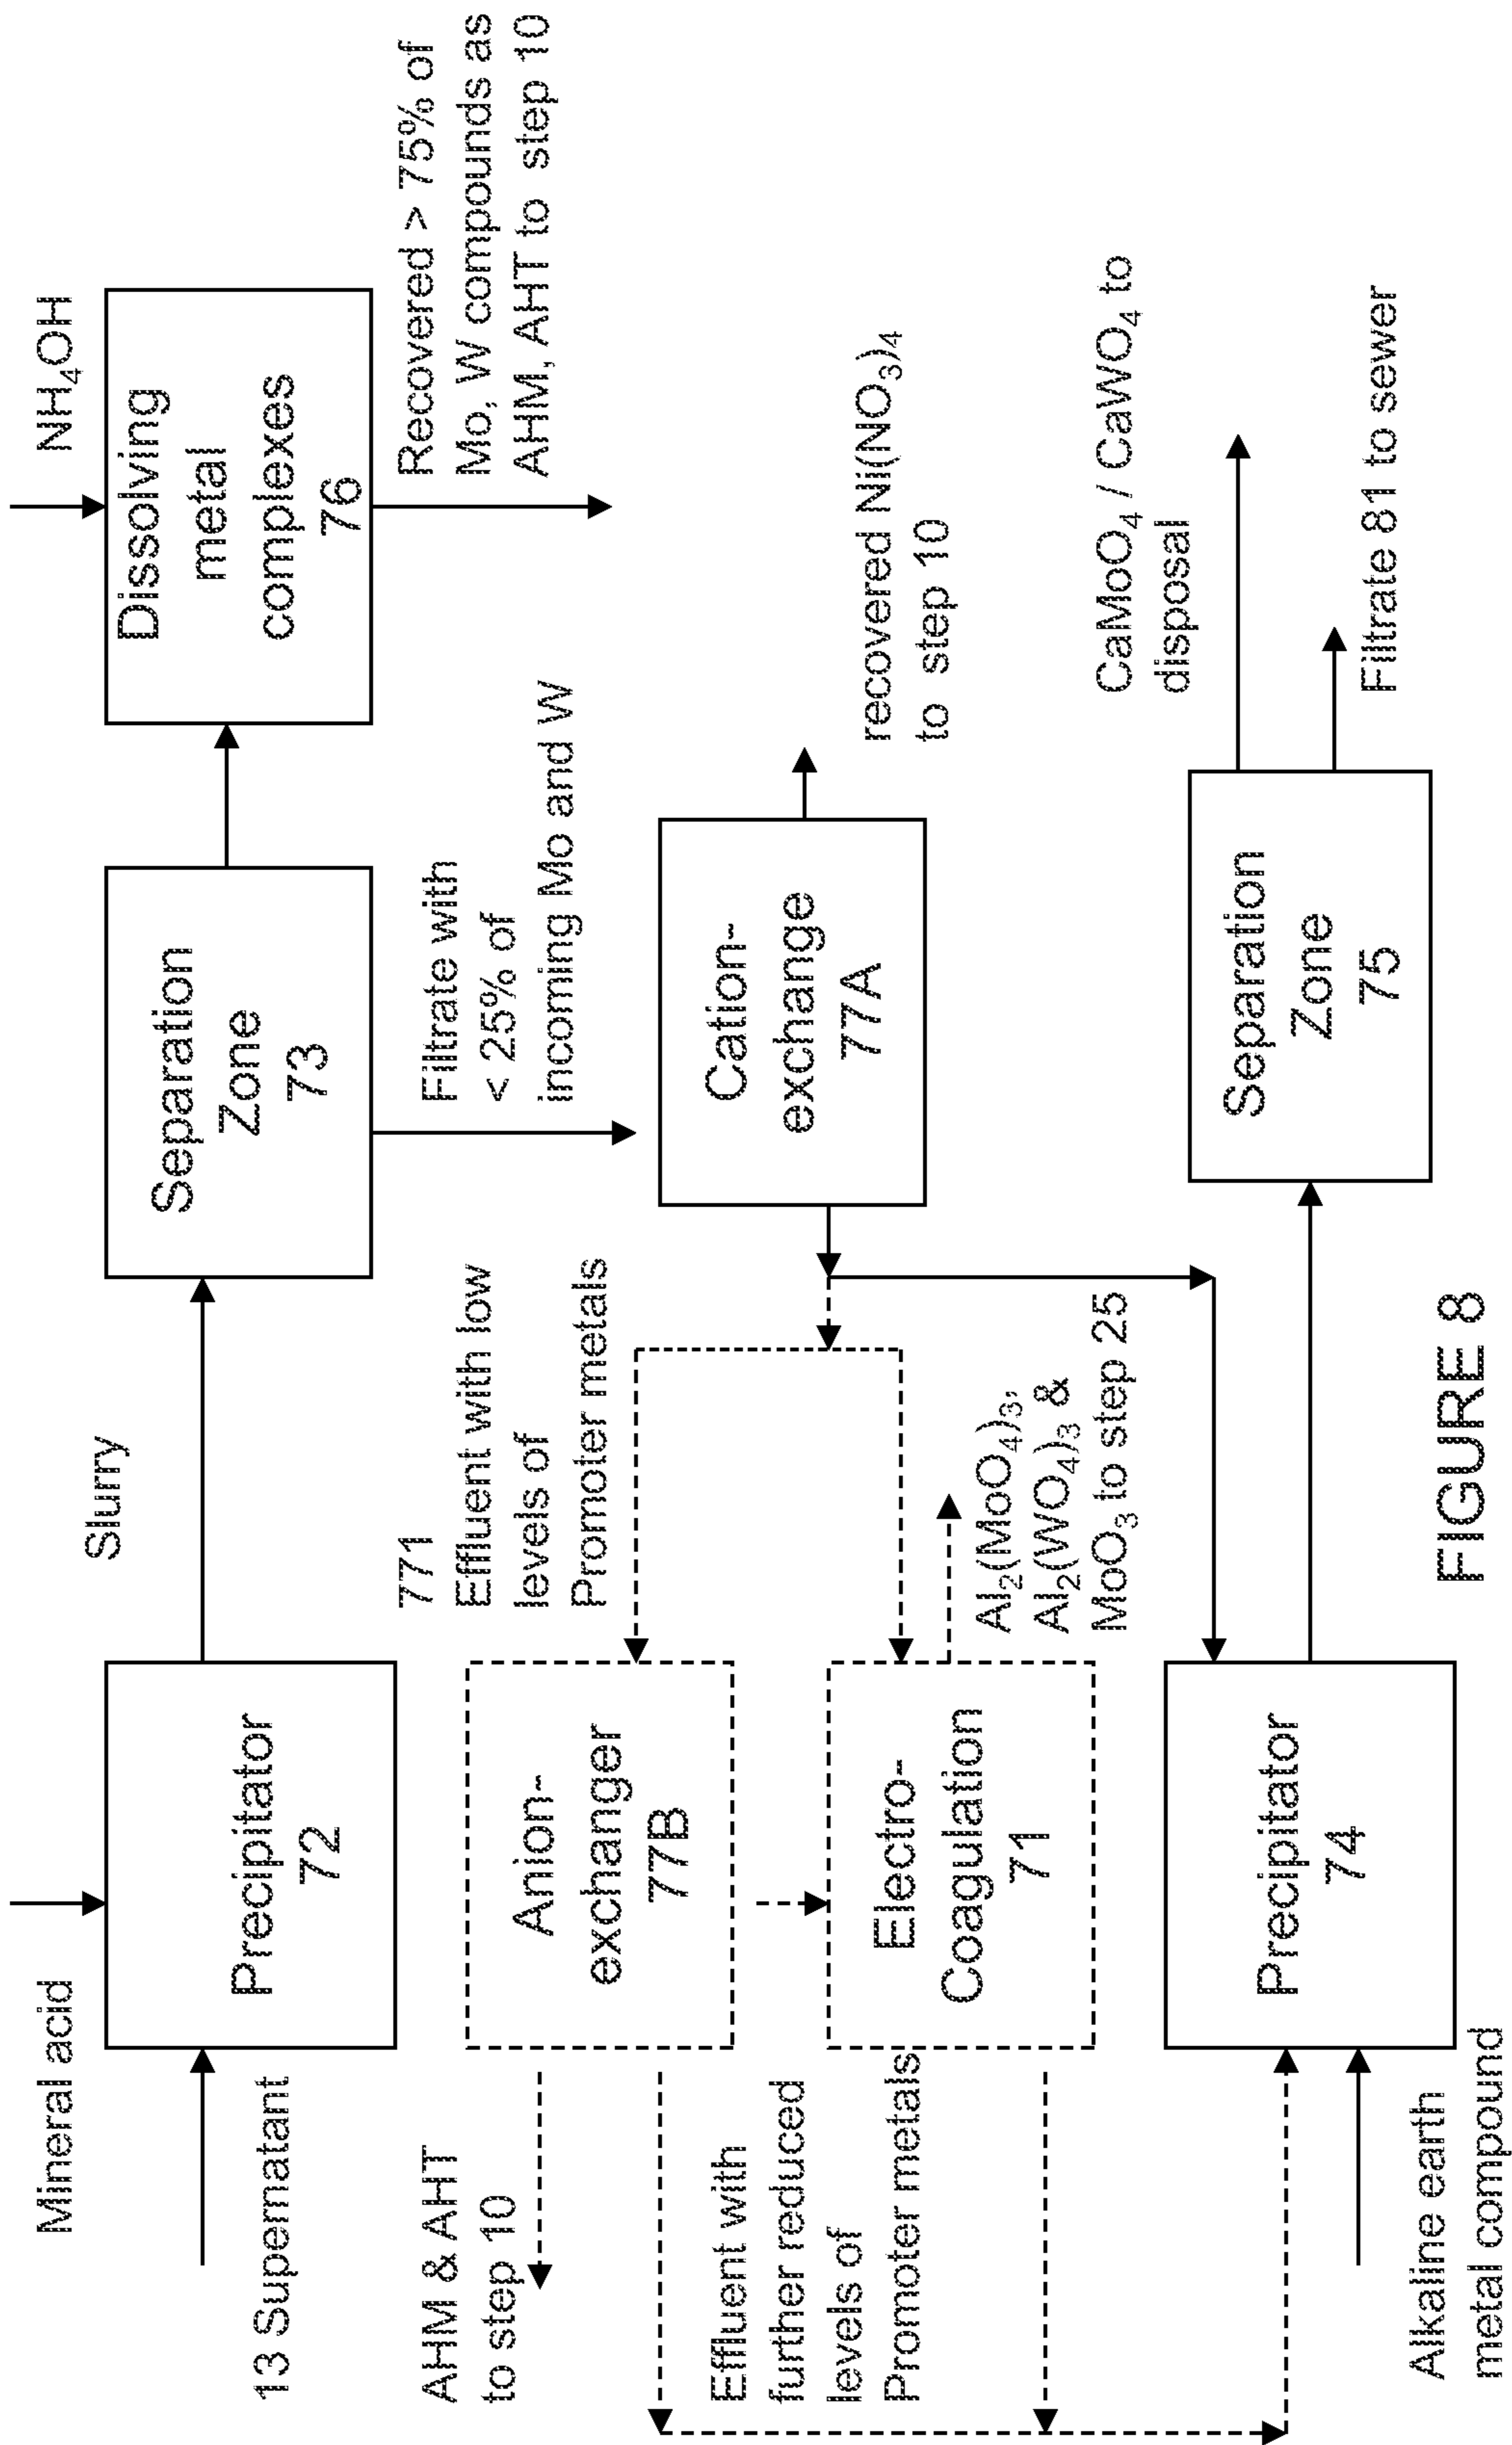 Mineral acid
13 Supernatant
Precipitator
72
Slurry
Separation
Zone
73
NH₄OH
Dissolving
metal
complexes
76
Recovered > 75% of
Mo, W compounds as
AHM, AHT to step 10
Filtrate with
< 25% of
incoming Mo and W
771
Effluent with low
levels of
Promoter metals
AHM & AHT
to step 10
Anion-
exchanger
77B
Cation-
exchange
77A
recovered Ni(NO₃)₄
to step 10
Effluent with
further reduced
levels of
Promoter metals
Electro-
Coagulation
71
Al₂(MoO₄)₃,
Al₂(WO₄)₃ &
MoO₃ to step 25
Precipitator
74
Alkaline earth
metal compound
Separation
Zone
75
CaMoO₄ / CaWO₄ to
disposal
Filtrate 81 to sewer
FIGURE 8